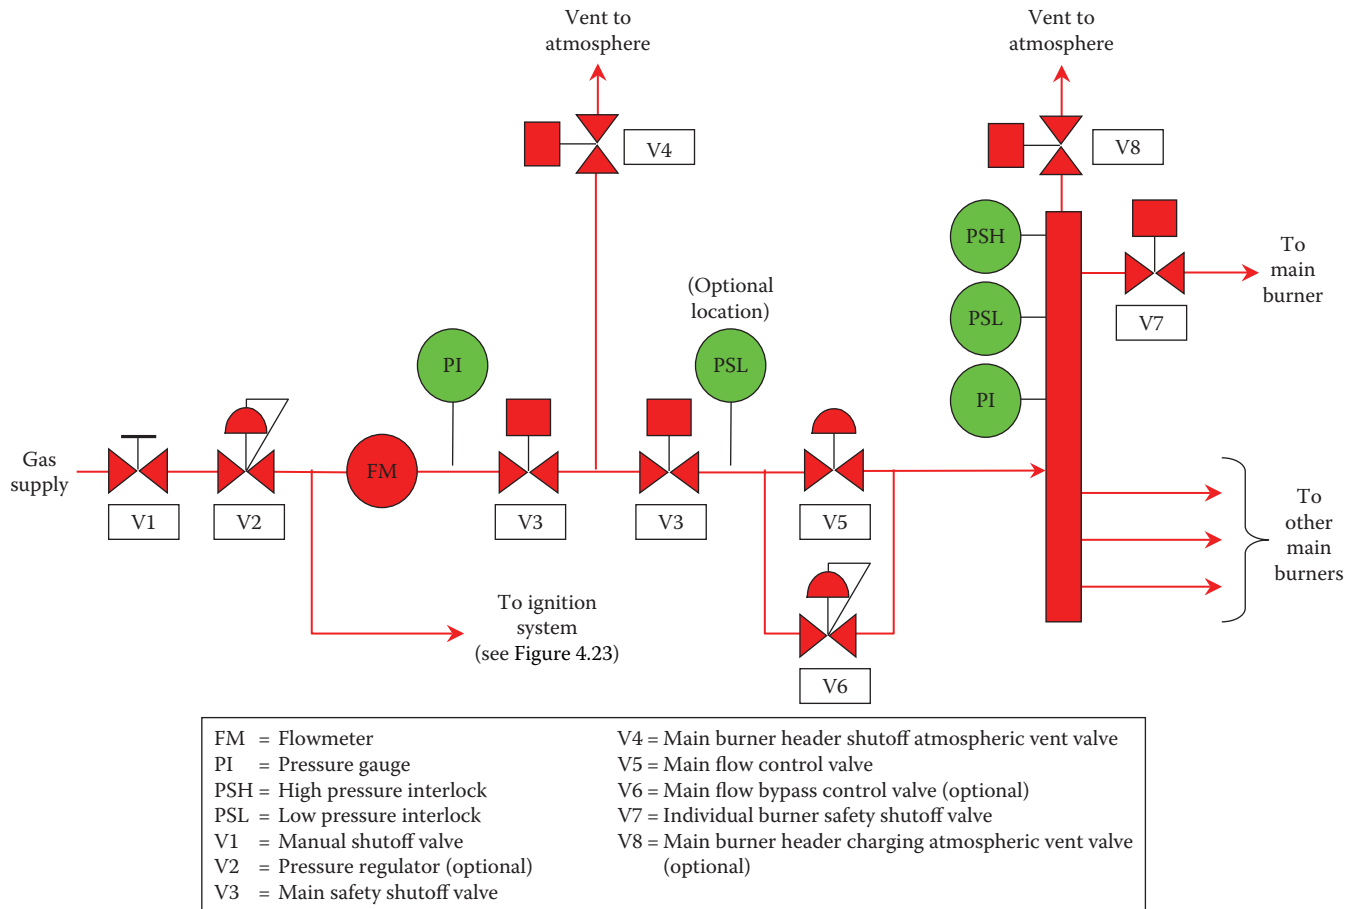 Vent to
atmosphere
Vent to
atmosphere
V4
V8
PSH
To
main
burner
(Optional
location)
PSL
V7
PI
PSL
PI
Gas
supply
FM
V1
V2
V3
V3
V5
To
other
main
burners
To ignition
system
(see Figure 4.23)
V6
FM = Flowmeter
PI = Pressure gauge
PSH = High pressure interlock
PSL = Low pressure interlock
V1 = Manual shutoff valve
V2 = Pressure regulator (optional)
V3 = Main safety shutoff valve
V4 = Main burner header shutoff atmospheric vent valve
V5 = Main flow control valve
V6 = Main flow bypass control valve (optional)
V7 = Individual burner safety shutoff valve
V8 = Main burner header charging atmospheric vent valve
(optional)